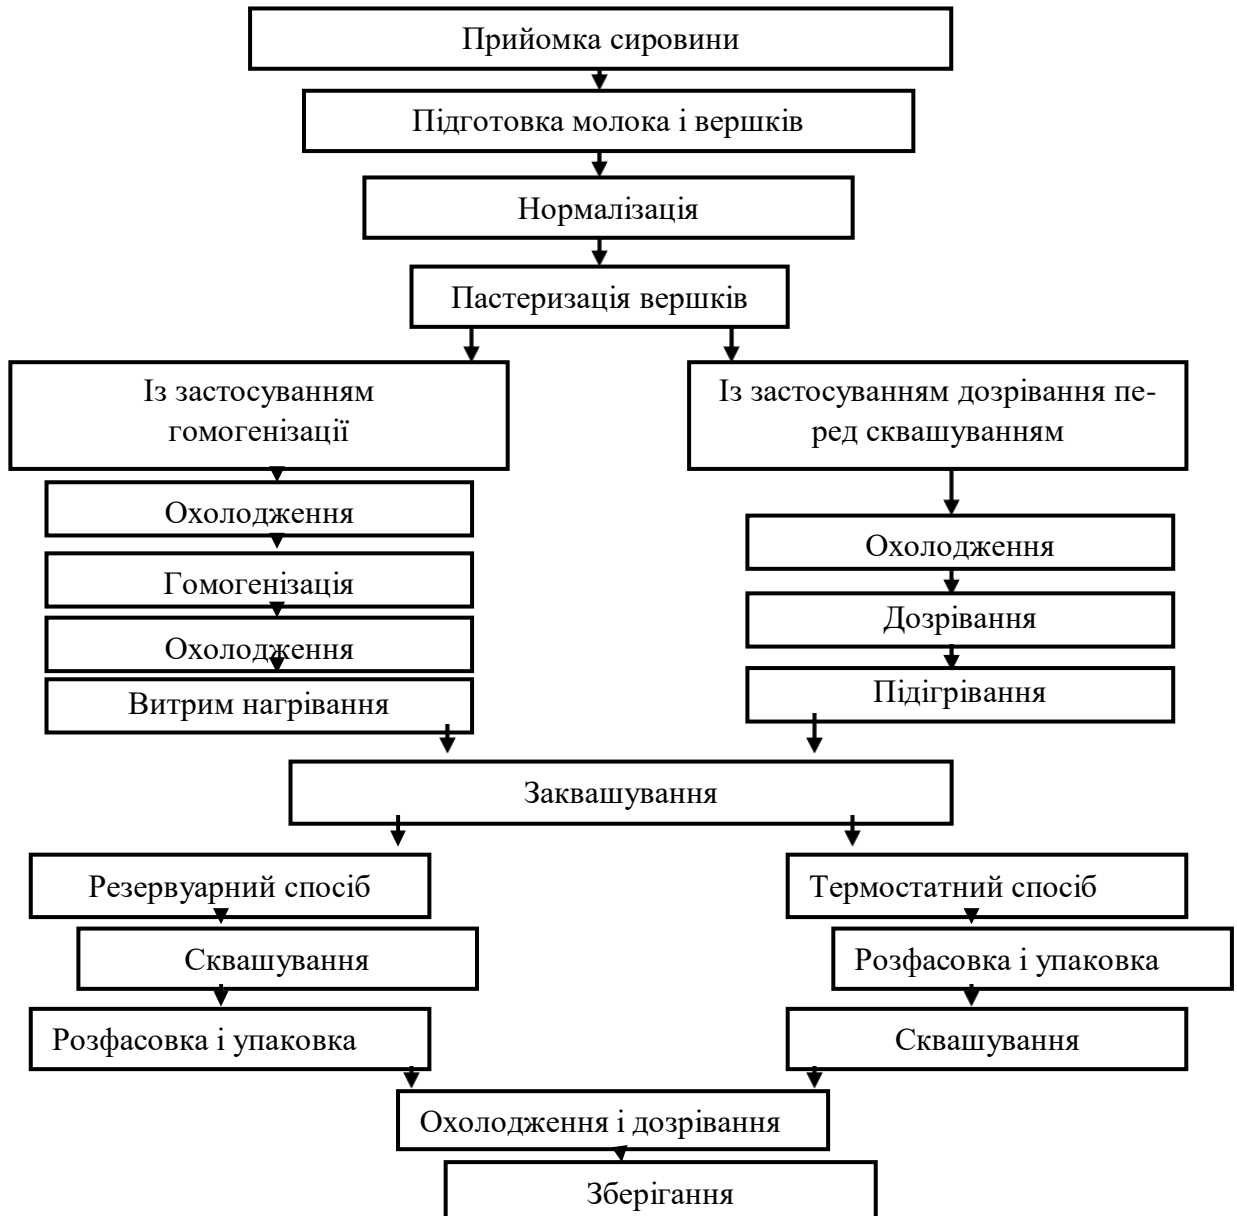 Прийомка сировини
Підготовка молока і вершків
Нормалізація
Пастеризація вершків
Із застосуванням
гомогенізації
Охолодження
Гомогенізація
Охолодження
Витрим нагрівання
Із застосуванням дозрівання пе-
ред сквашуванням
Охолодження
Дозрівання
Підігрівання
Заквашування
Резервуарний спосіб
Сквашування
Розфасовка і упаковка
Термостатний спосіб
Розфасовка і упаковка
Сквашування
Охолодження і дозрівання
Зберігання